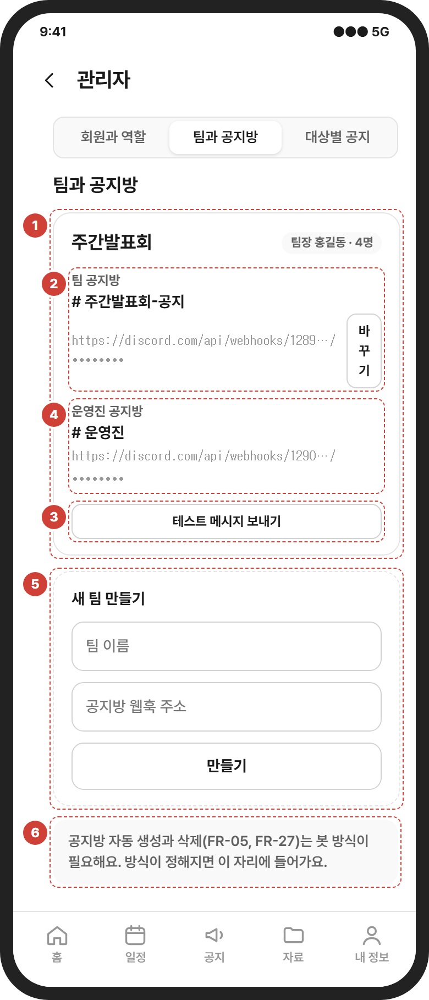 9:41
5G
관리자
회원과 역할
팀과 공지방
대상별 공지
팀과 공지방
1
주간발표회
팀장 홍길동 · 4명
2
팀 공지방
# 주간발표회-공지
https://discord.com/api/webhooks/1289…/
••••••••
바
꾸
기
4
운영진 공지방
# 운영진
https://discord.com/api/webhooks/1290…/
••••••••
3
테스트 메시지 보내기
5
새 팀 만들기
팀 이름
공지방 웹훅 주소
만들기
6
공지방 자동 생성과 삭제(FR-05, FR-27)는 봇 방식이
필요해요. 방식이 정해지면 이 자리에 들어가요.
홈
일정
공지
자료
내 정보